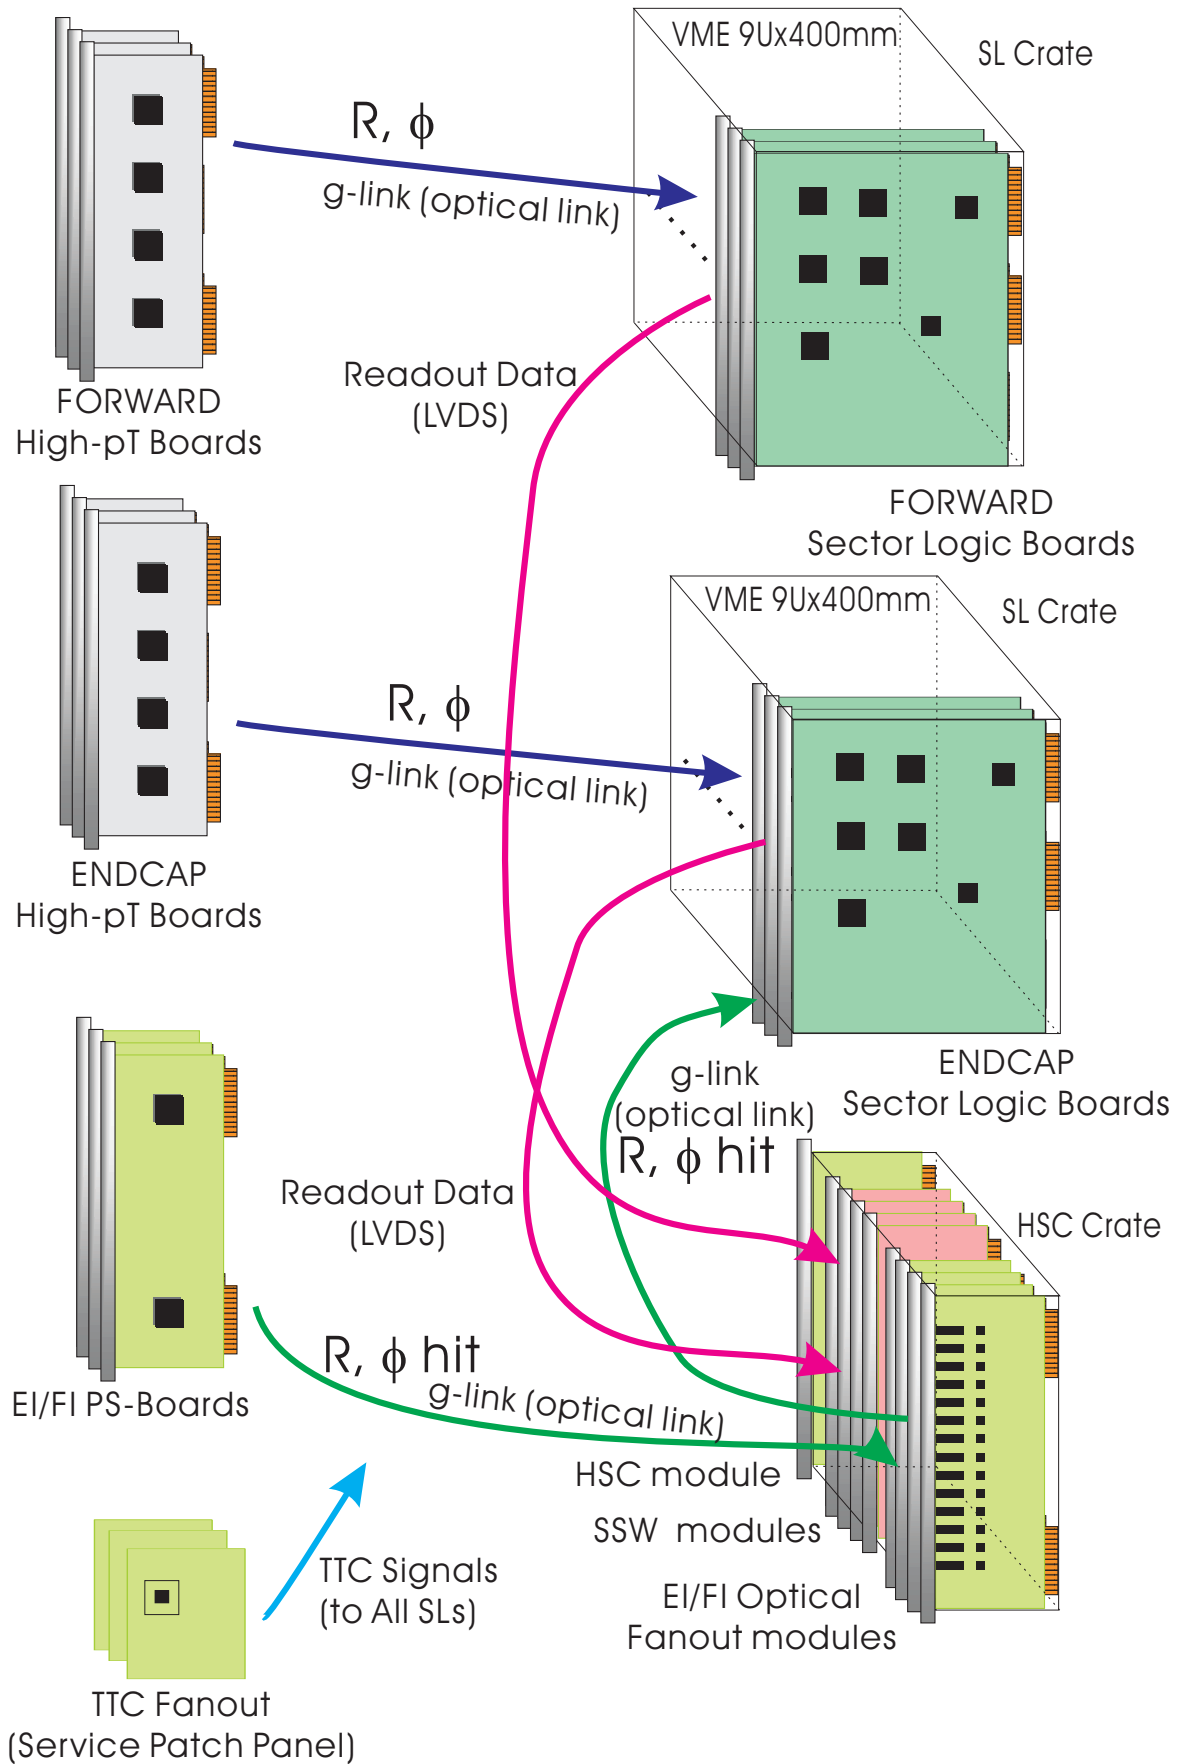 VME 9Ux400mm
SL Crate
R, ϕ
g-link (optical link)
Readout Data
(LVDS)
FORWARD
High-pT Boards
FORWARD
Sector Logic Boards
VME 9Ux400mm
SL Crate
R, ϕ
g-link (optical link)
ENDCAP
High-pT Boards
ENDCAP
Sector Logic Boards
g-link
(optical link)
R, ϕ hit
Readout Data
(LVDS)
HSC Crate
R, ϕ hit
g-link (optical link)
EI/FI PS-Boards
HSC module
SSW modules
EI/FI Optical
Fanout modules
TTC Signals
(to All SLs)
TTC Fanout
(Service Patch Panel)